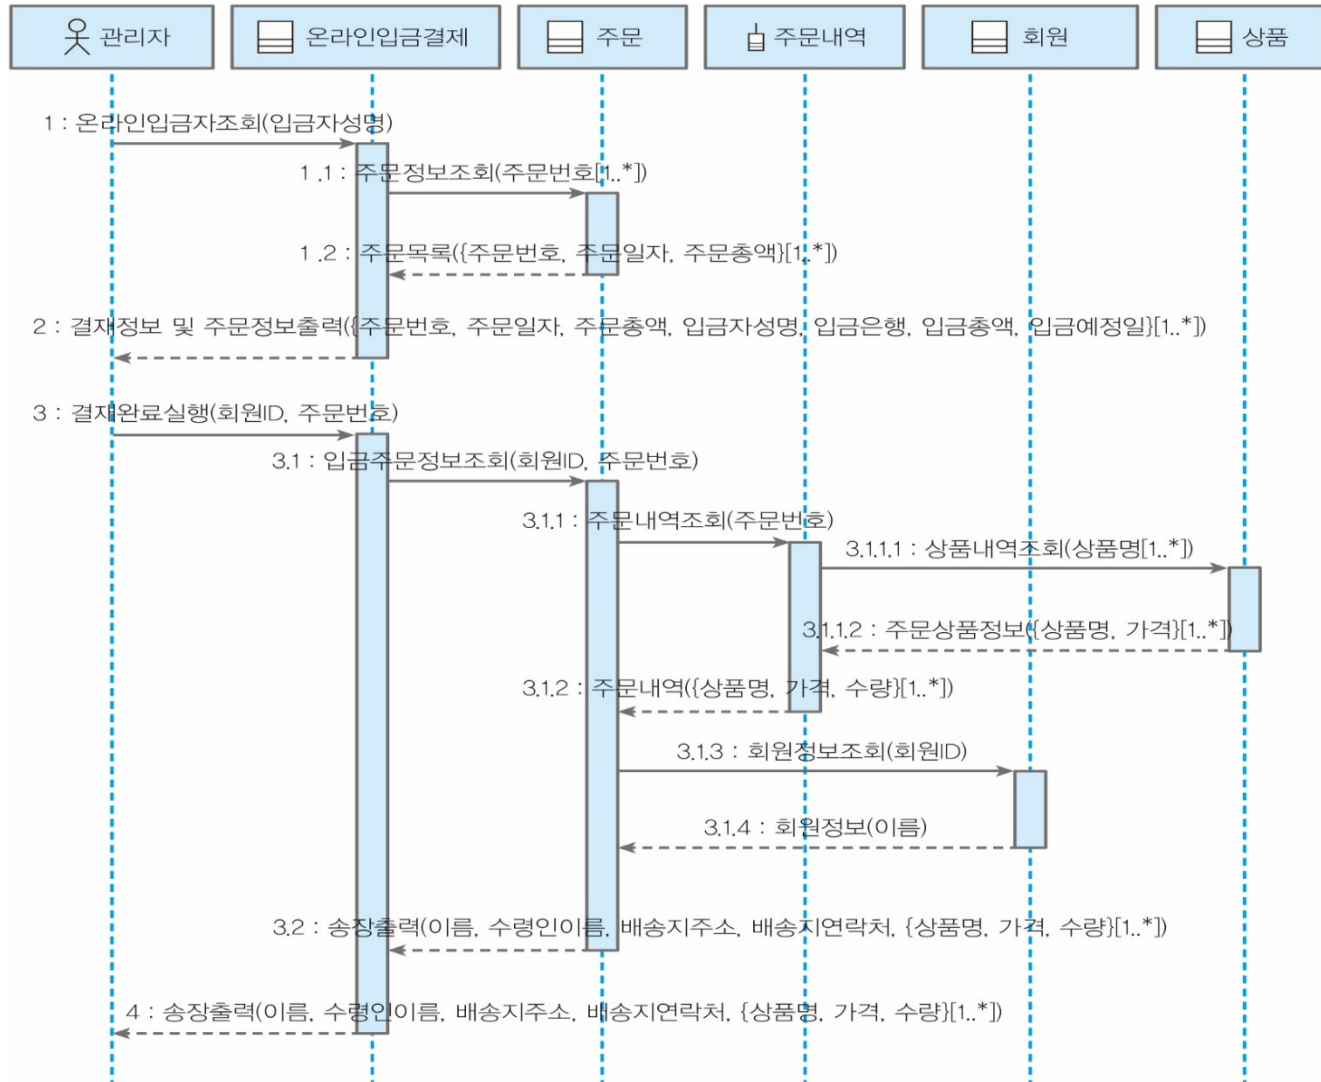 관리자
온라인입금결제
주문
주문내역
회원
상품
1 : 온라인입금자조회(입금자성명)
1.1 : 주문정보조회(주문번호[1..*])
1.2 : 주문목록({주문번호, 주문일자, 주문총액}[1..*])
2 : 결재정보 및 주문정보출력({주문번호, 주문일자, 주문총액, 입금자성명, 입금은행, 입금총액, 입금예정일}[1..*])
3 : 결재완료실행(회원ID, 주문번호)
3.1 : 입금주문정보조회(회원ID, 주문번호)
3.1.1 : 주문내역조회(주문번호)
3.1.1.1 : 상품내역조회(상품명[1..*])
3.1.1.2 : 주문상품정보({상품명, 가격}[1..*])
3.1.2 : 주문내역({상품명, 가격, 수량}[1..*])
3.1.3 : 회원정보조회(회원ID)
3.1.4 : 회원정보(이름)
3.2 : 송장출력(이름, 수령인이름, 배송지주소, 배송지연락처, {상품명, 가격, 수량}[1..*])
4 : 송장출력(이름, 수령인이름, 배송지주소, 배송지연락처, {상품명, 가격, 수량}[1..*])